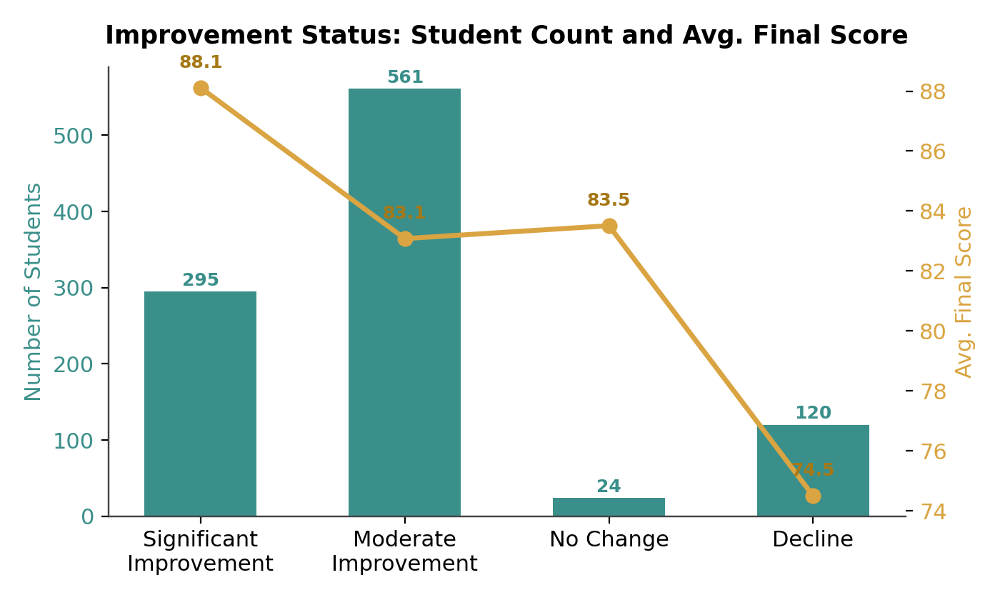 Improvement Status: Student Count and Avg. Final Score
88.1
561
83.1
83.5
295
120
74.5
24
Number of Students
500
400
300
200
100
0
88
86
84
82
80
78
76
74
Avg. Final Score
Significant
Improvement
Moderate
Improvement
No Change
Decline